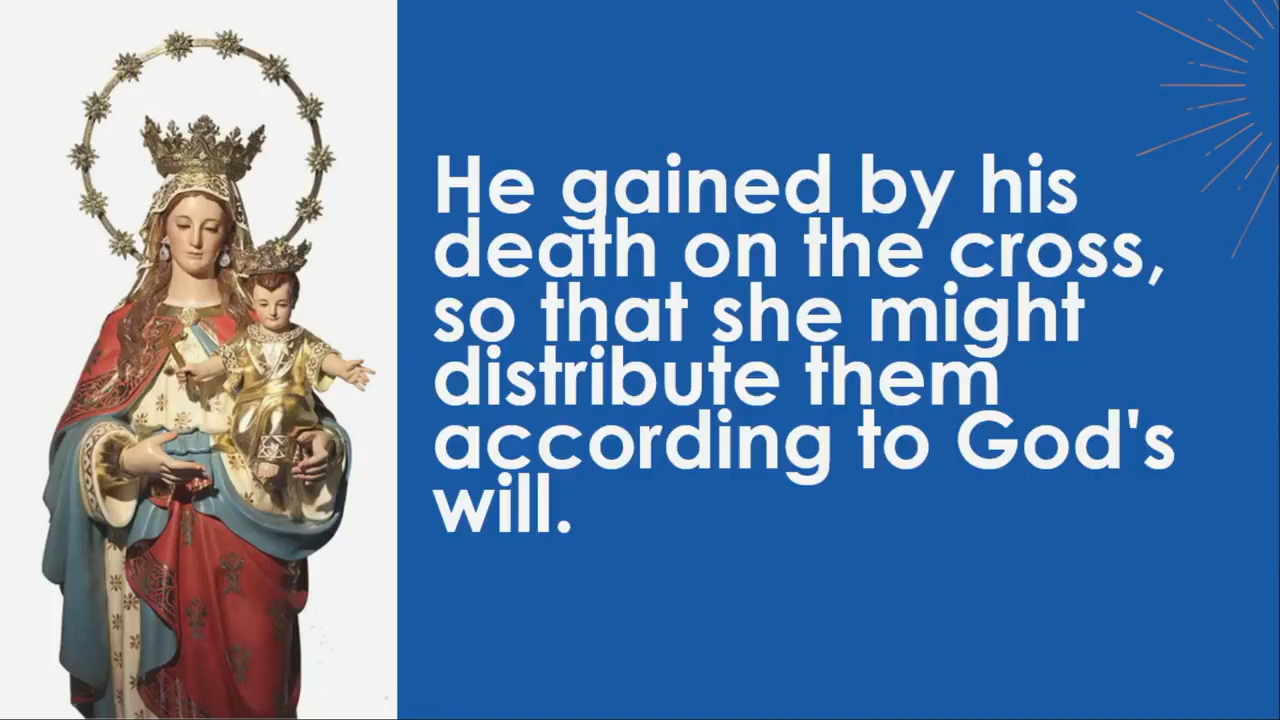 He gained by his
death on the cross,
so that she might
distribute them
according to God's
will.